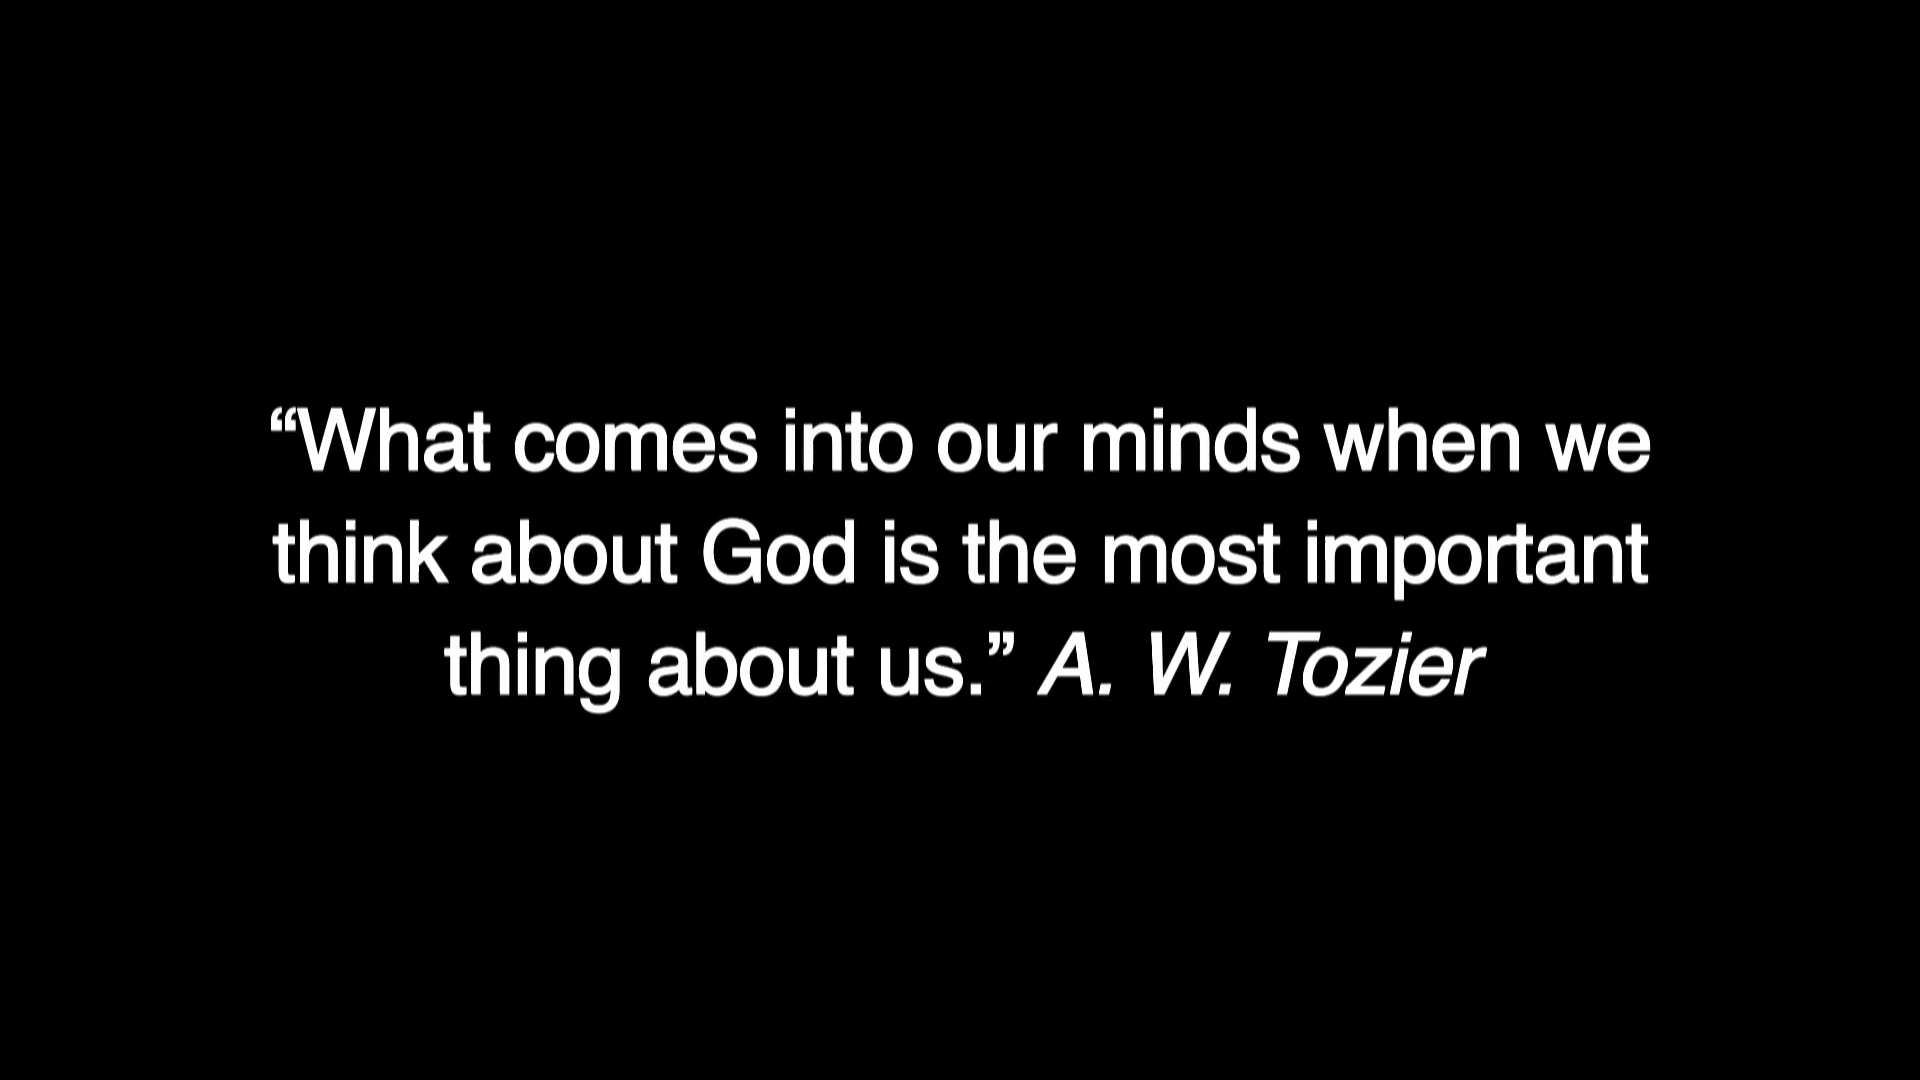 “What comes into our minds when we
think about God is the most important
thing about us.” A. W. Tozier